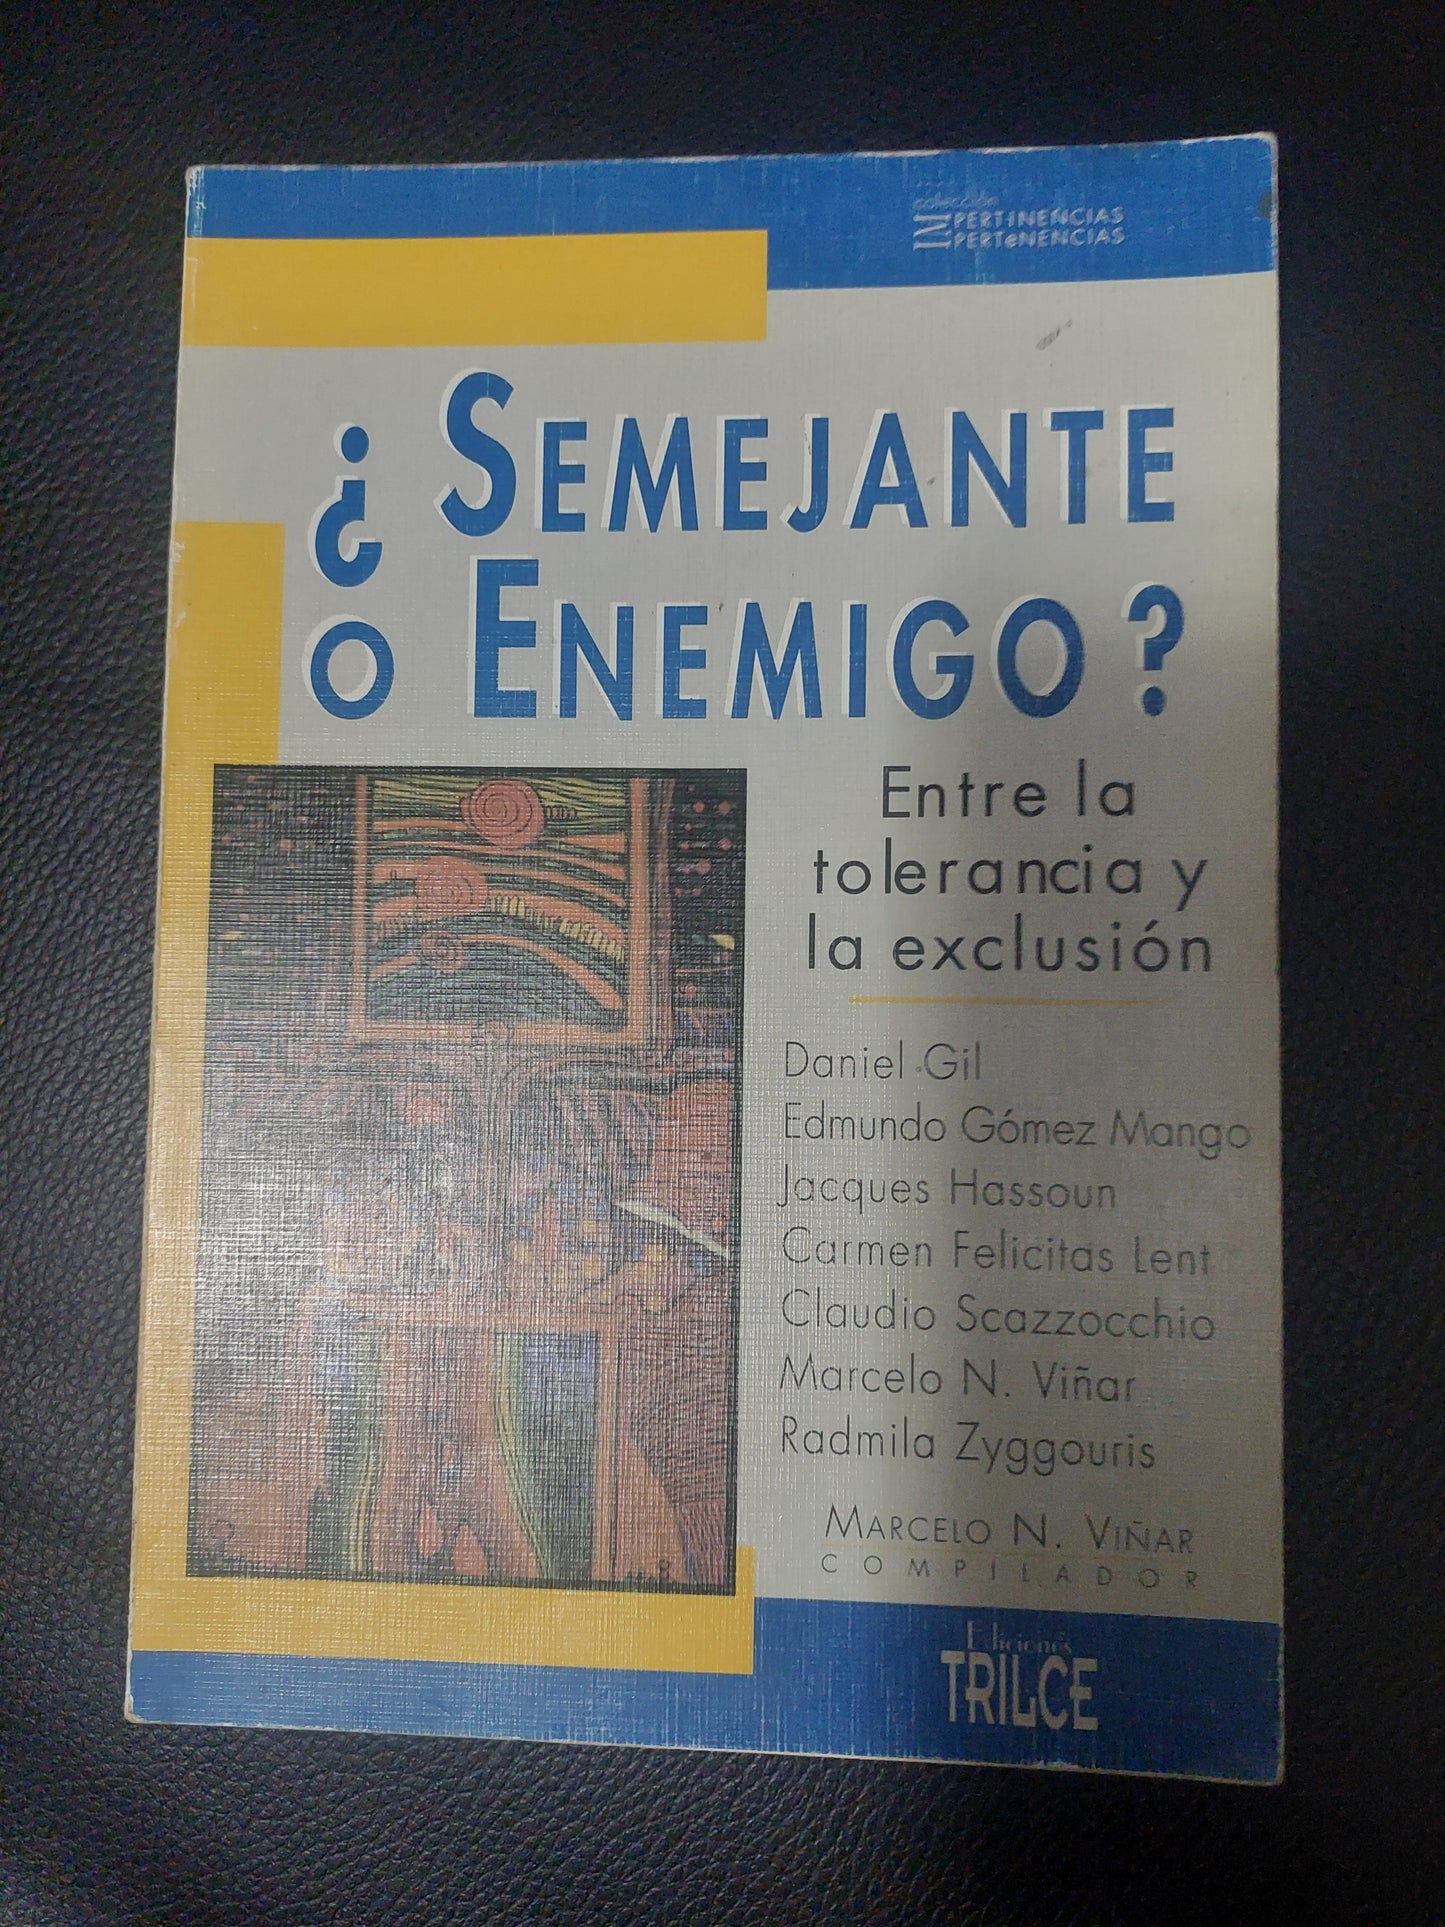 colección
IM PERTINENCIAS
PERTeNENCIAS
¿ SEMEJANTE
O ENEMIGO?
Entre la
tolerancia y
la exclusión
Daniel Gil
Edmundo Gómez Mango
Jacques Hassoun
Carmen Felicitas Lent
Claudio Scazzocchio
Marcelo N. Viñar
Radmila Zyggouris
MARCELO N. VIÑAR
COMPILADOR
Ediciones
TRILCE